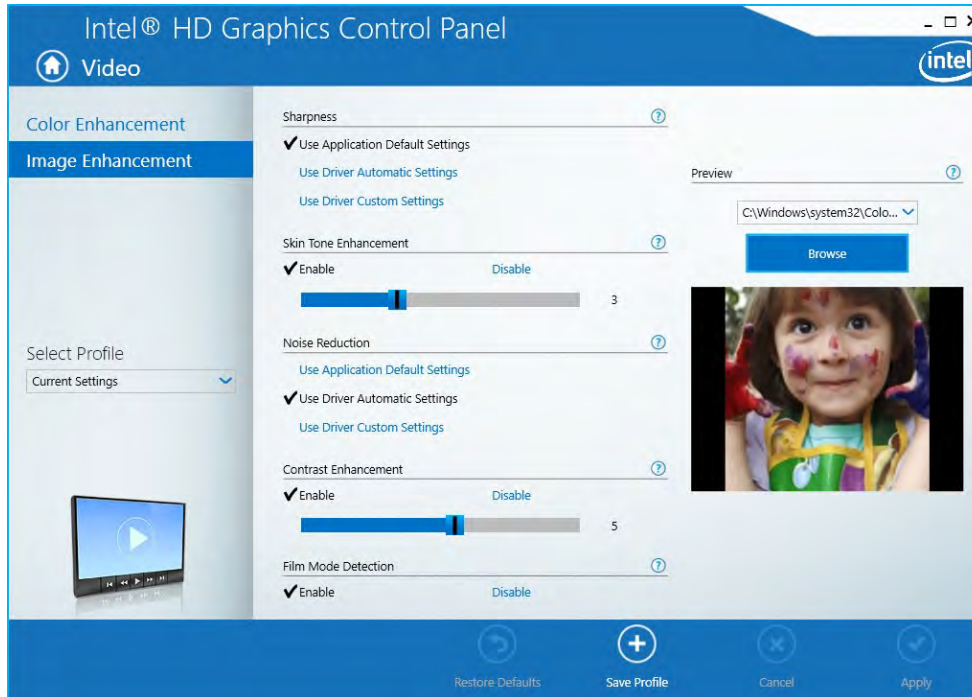 Intel® HD Graphics Control Panel
Video
intel
Color Enhancement
Image Enhancement
Select Profile
Current Settings
Sharpness
Use Application Default Settings
Use Driver Automatic Settings
Use Driver Custom Settings
Skin Tone Enhancement
Enable Disable
3
Noise Reduction
Use Application Default Settings
Use Driver Automatic Settings
Use Driver Custom Settings
Contrast Enhancement
Enable Disable
5
Film Mode Detection
Enable Disable
Preview
C:\Windows\system32\Colo...
Browse
Restore Defaults Save Profile Cancel Apply